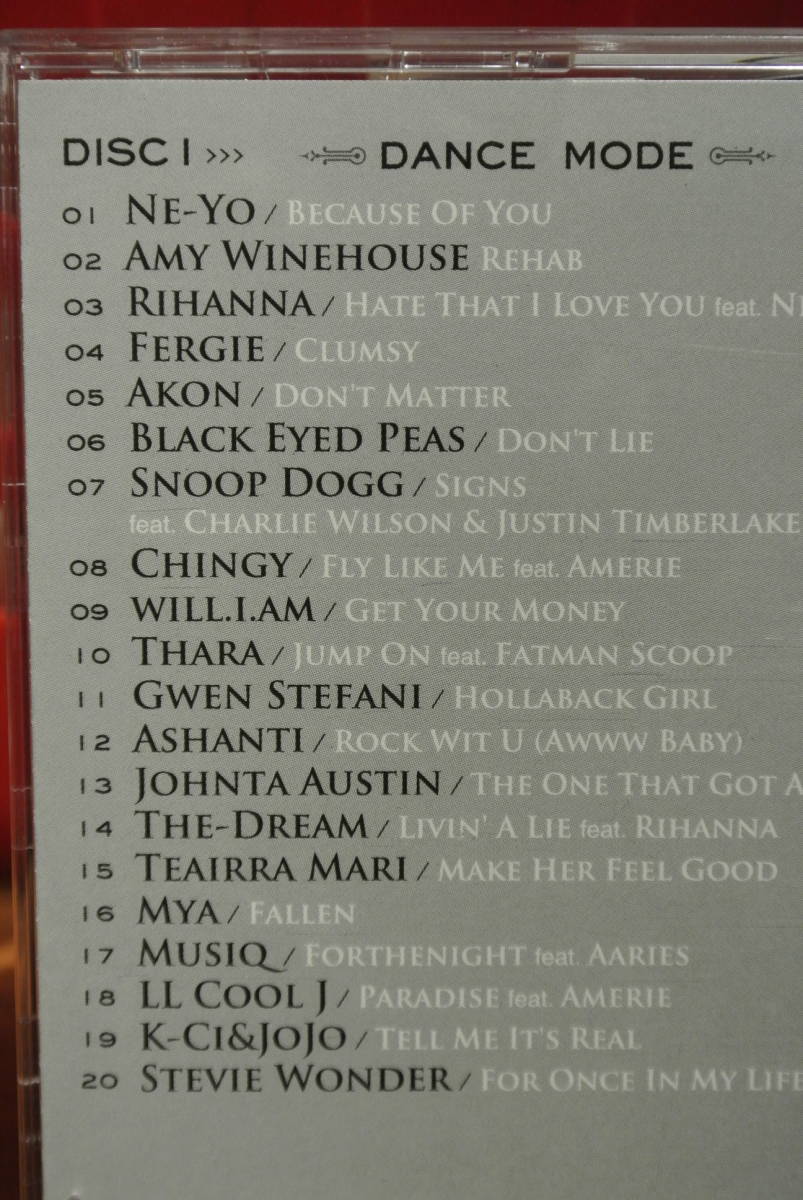 DISC I >>> DANCE MODE
01 NE-YO / BECAUSE OF YOU
02 AMY WINEHOUSE REHAB
03 RIHANNA / HATE THAT I LOVE YOU feat. NE
04 FERGIE / CLUMSY
05 AKON / DON'T MATTER
06 BLACK EYED PEAS / DON'T LIE
07 SNOOP DOGG / SIGNS
feat. CHARLIE WILSON & JUSTIN TIMBERLAKE
08 CHINGY / FLY LIKE ME feat. AMERIE
09 WILL.I.AM / GET YOUR MONEY
10 THARA / JUMP ON feat. FATMAN SCOOP
11 GWEN STEFANI / HOLLABACK GIRL
12 ASHANTI / ROCK WIT U (AWWW BABY)
13 JOHNTA AUSTIN / THE ONE THAT GOT A
14 THE-DREAM / LIVIN' A LIE feat. RIHANNA
15 TEAIRRA MARI / MAKE HER FEEL GOOD
16 MYA / FALLEN
17 MUSIQ / FORTHENIGHT feat. AARIES
18 LL COOL J / PARADISE feat. AMERIE
19 K-CI&JOJO / TELL ME IT'S REAL
20 STEVIE WONDER / FOR ONCE IN MY LIFE